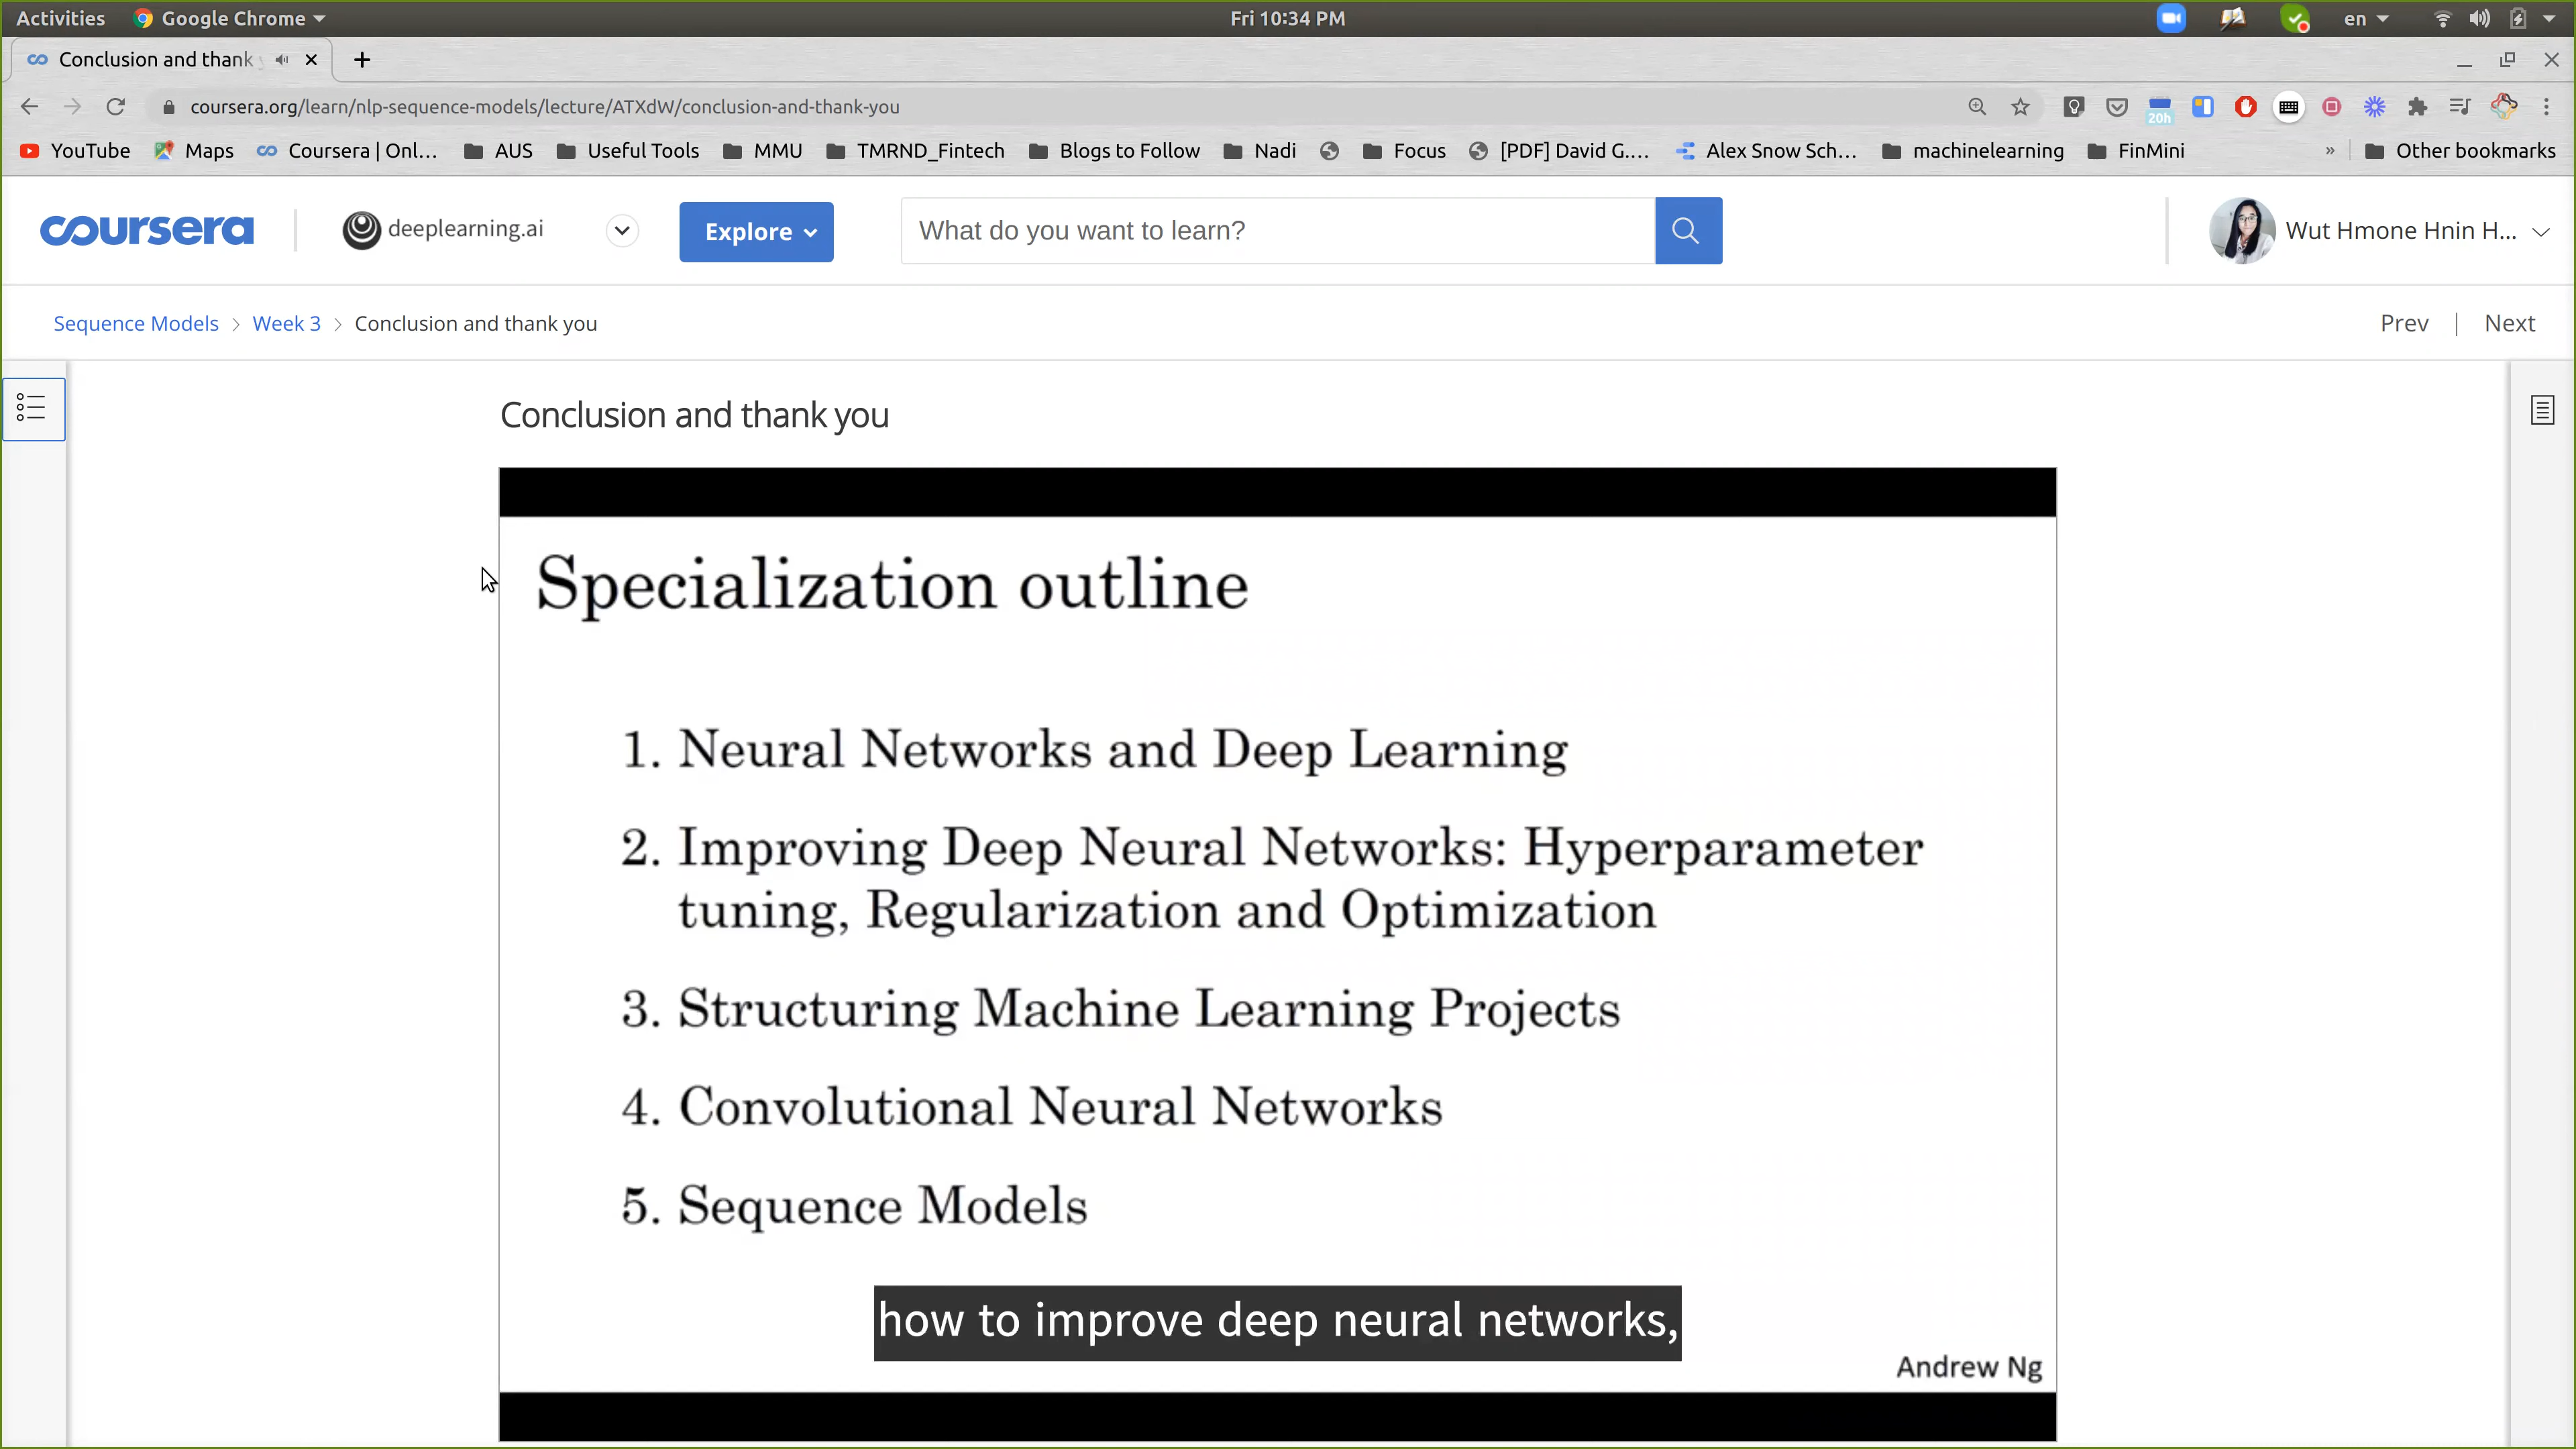 Activities Google Chrome Fri 10:34 PM en
Conclusion and thank
coursera.org/learn/nlp-sequence-models/lecture/ATXdW/conclusion-and-thank-you 20h
YouTube Maps Coursera | Onl... AUS Useful Tools MMU TMRND_Fintech Blogs to Follow Nadi Focus [PDF] David G.... Alex Snow Sch... machinelearning FinMini » Other bookmarks
coursera deeplearning.ai Explore What do you want to learn? Wut Hmone Hnin H...
Sequence Models > Week 3 > Conclusion and thank you Prev | Next
Conclusion and thank you
Specialization outline
1. Neural Networks and Deep Learning
2. Improving Deep Neural Networks: Hyperparameter
tuning, Regularization and Optimization
3. Structuring Machine Learning Projects
4. Convolutional Neural Networks
5. Sequence Models
how to improve deep neural networks,
Andrew Ng